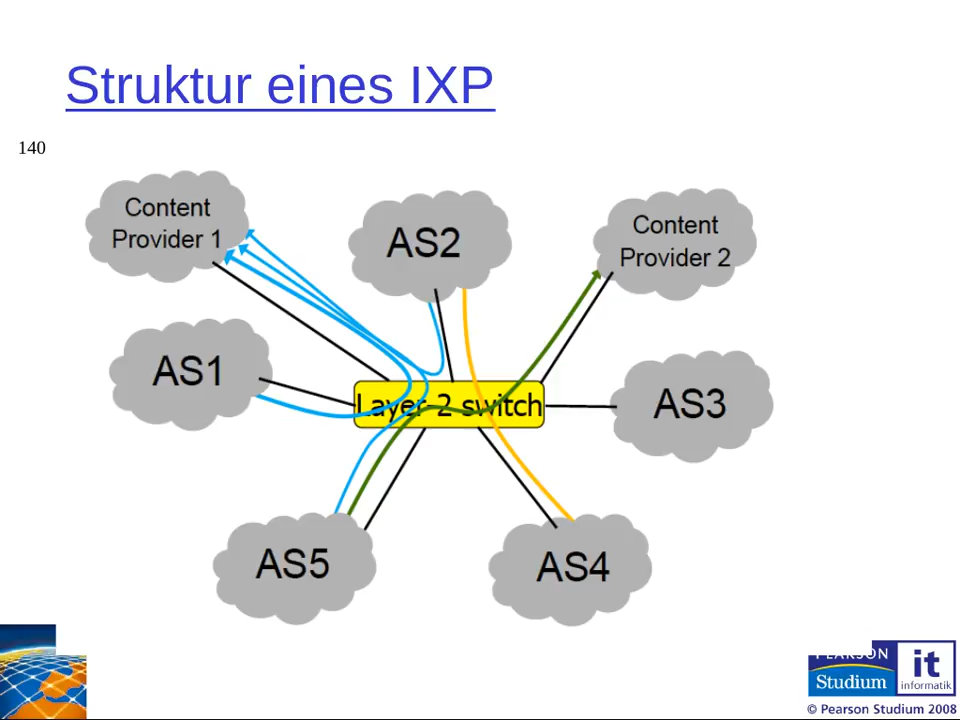 Struktur eines IXP
140
Content
Provider 1
AS2
Content
Provider 2
AS1
Layer 2 switch
AS3
AS5
AS4
PEARSON
Studium
it
informatik
© Pearson Studium 2008